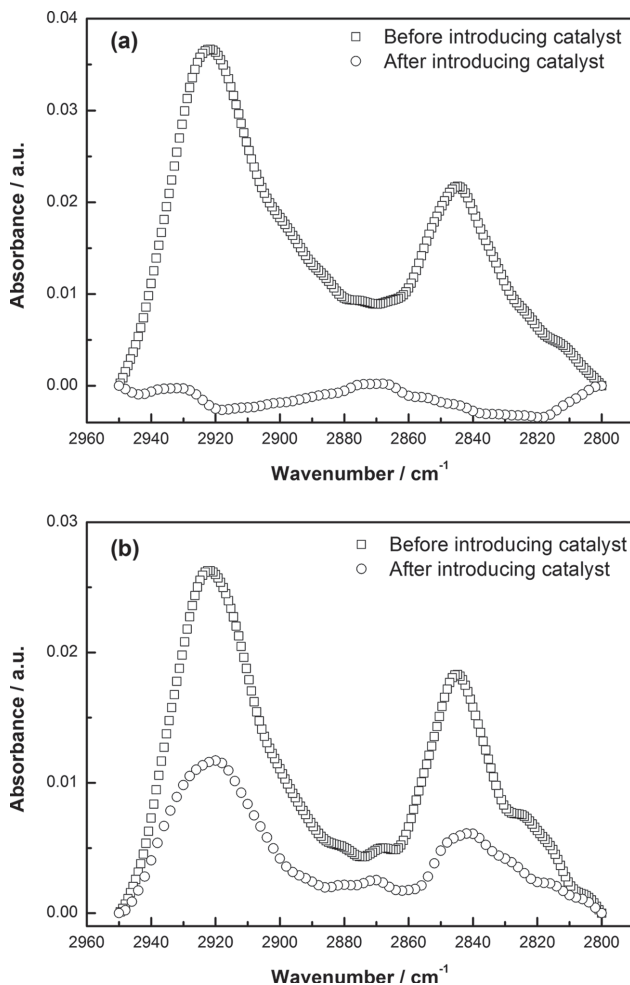 (a)
Before introducing catalyst
After introducing catalyst
0.04
0.03
0.02
0.01
0.00
Absorbance / a.u.
2960 2940 2920 2900 2880 2860 2840 2820 2800
Wavenumber / cm⁻¹
(b)
Before introducing catalyst
After introducing catalyst
0.03
0.02
0.01
0.00
Absorbance / a.u.
2960 2940 2920 2900 2880 2860 2840 2820 2800
Wavenumber / cm⁻¹